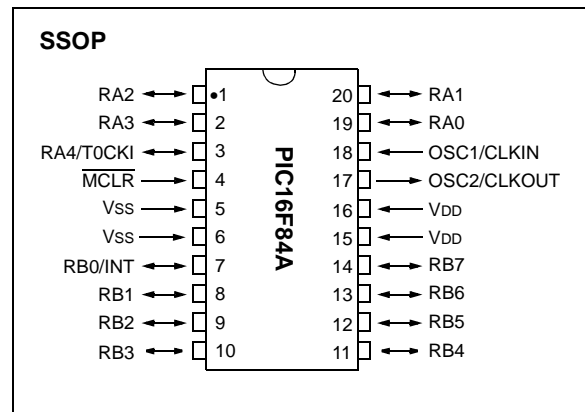 SSOP
RA2 1 20 RA1
RA3 2 19 RA0
RA4/T0CKI 3 18 OSC1/CLKIN
MCLR 4 17 OSC2/CLKOUT
VSS 5 16 VDD
VSS 6 15 VDD
RB0/INT 7 14 RB7
RB1 8 13 RB6
RB2 9 12 RB5
RB3 10 11 RB4
PIC16F84A